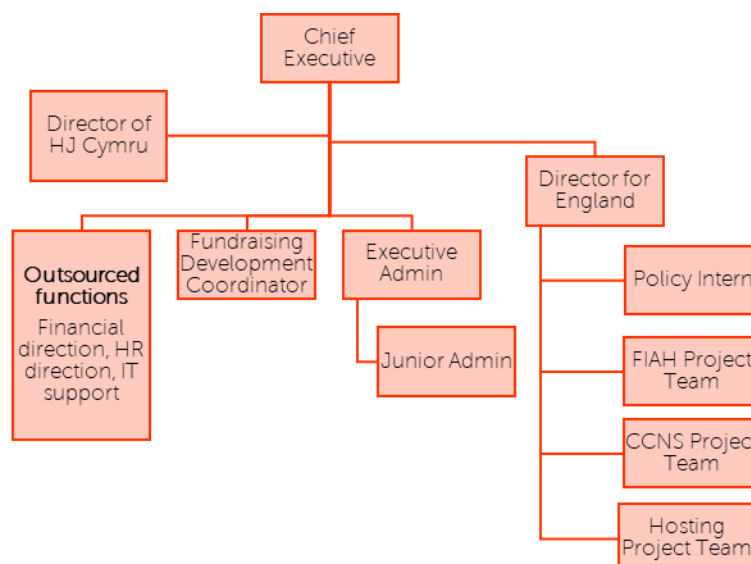 Chief
Executive
Director of
HJ Cymru
Director for
England
Outsourced
functions
Financial
direction, HR
direction, IT
support
Fundraising
Development
Coordinator
Executive
Admin
Junior Admin
Policy Intern
FIAH Project
Team
CCNS Project
Team
Hosting
Project Team